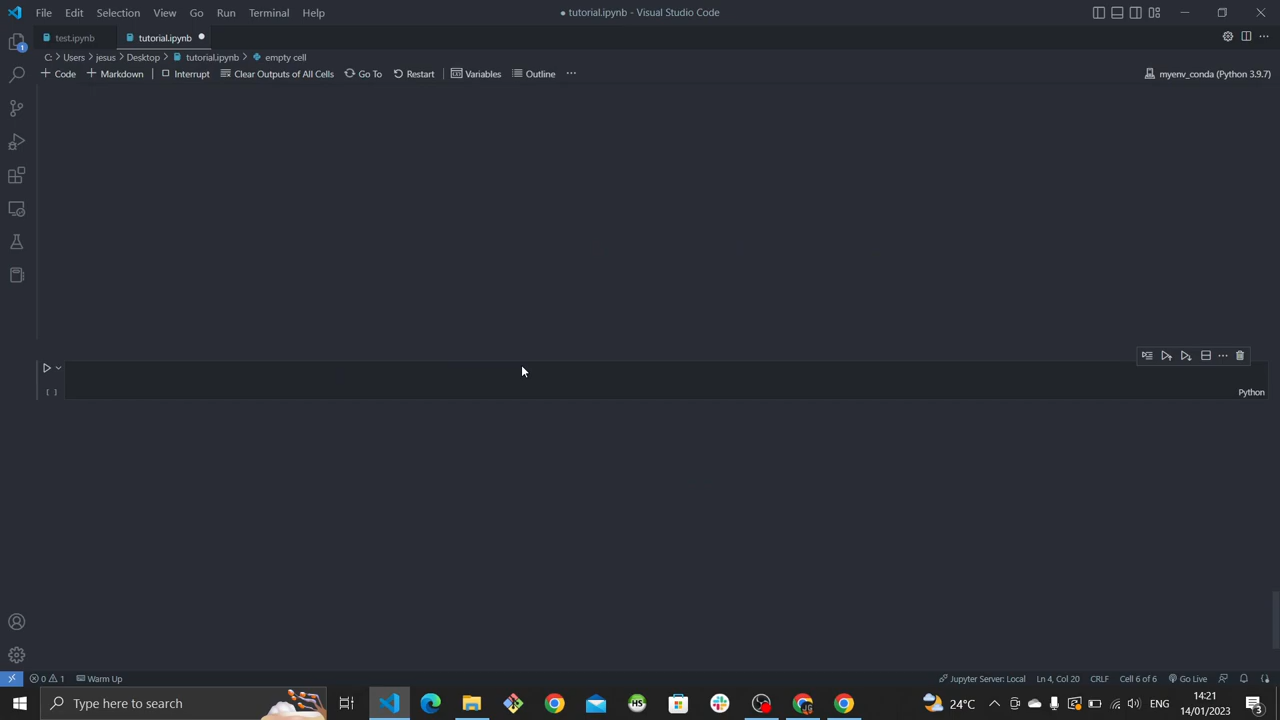 File Edit Selection View Go Run Terminal Help
● tutorial.ipynb - Visual Studio Code
test.ipynb
tutorial.ipynb ●
C: > Users > jesus > Desktop > tutorial.ipynb > empty cell
+ Code + Markdown Interrupt Clear Outputs of All Cells Go To Restart Variables Outline ...
myenv_conda (Python 3.9.7)
[ ]
Python
0 1 Warm Up
Jupyter Server: Local Ln 4, Col 20 CRLF Cell 6 of 6 Go Live
Type here to search
HS
24°C
ENG
14:21
14/01/2023
3
1